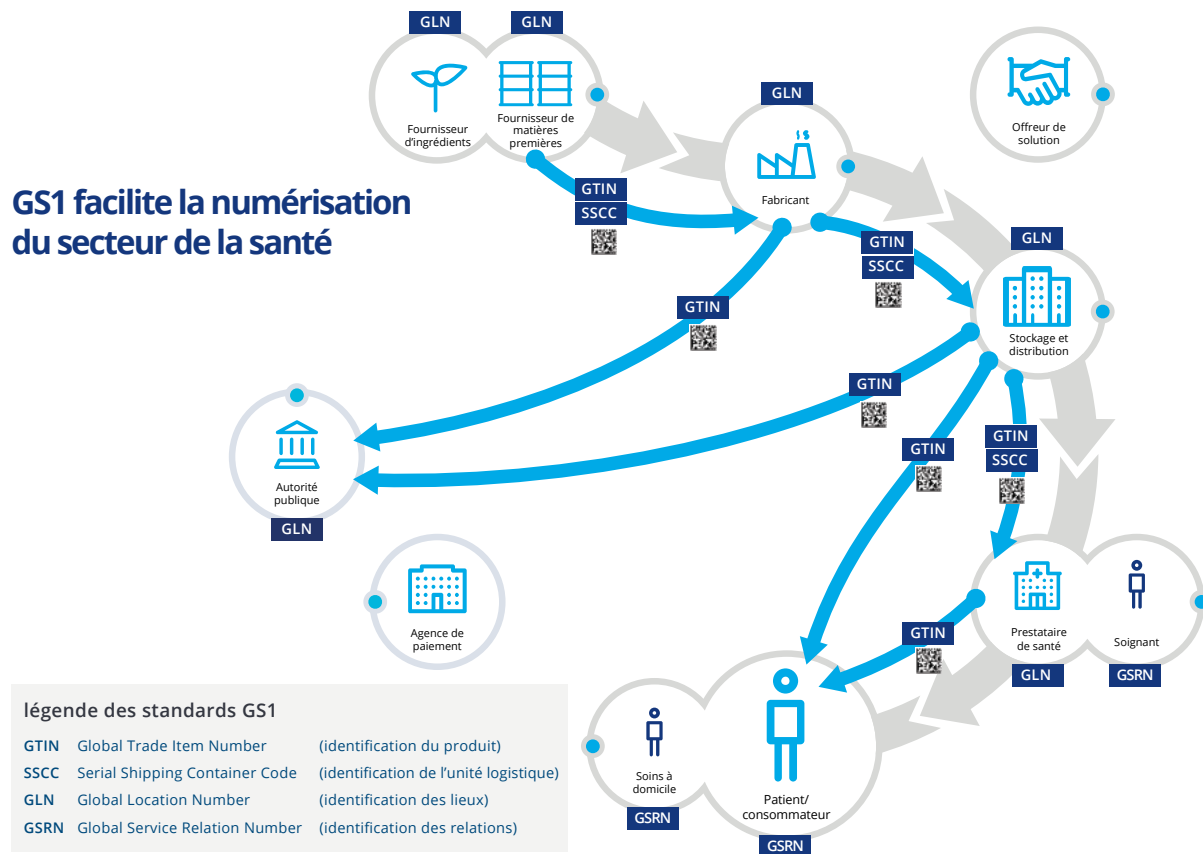 GLN
GLN
Fournisseur
d'ingrédients
Fournisseur de
matières
premières
GLN
Fabricant
Offreur de
solution
GS1 facilite la numérisation
du secteur de la santé
GTIN
SSCC
GTIN
SSCC
GLN
Stockage et
distribution
GTIN
GTIN
GTIN
GTIN
SSCC
Autorité
publique
GLN
Agence de
paiement
GTIN
Prestataire
de santé
GLN
Soignant
GSRN
Soins à
domicile
GSRN
Patient/
consommateur
GSRN
légende des standards GS1
GTIN Global Trade Item Number (identification du produit)
SSCC Serial Shipping Container Code (identification de l'unité logistique)
GLN Global Location Number (identification des lieux)
GSRN Global Service Relation Number (identification des relations)